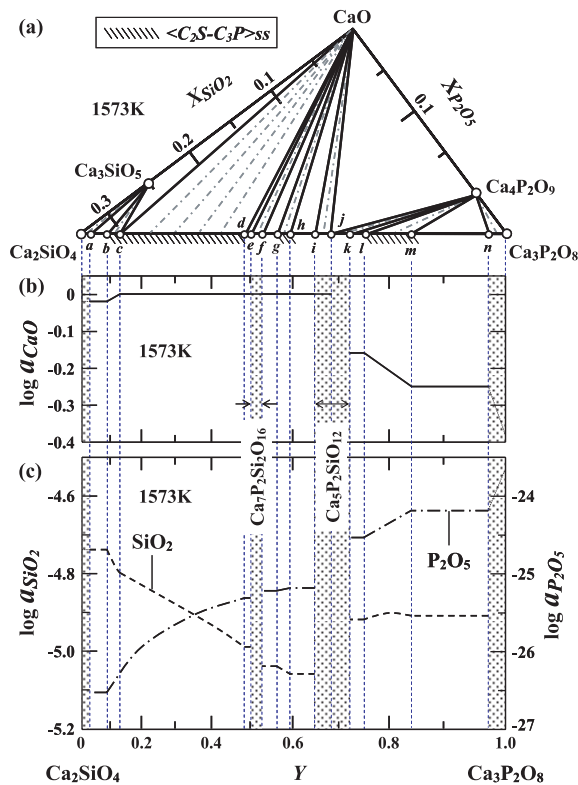 (a)
<C2S-C3P>ss
CaO
1573K
XSiO2
0.1
0.2
0.3
XP2O5
0.1
Ca3SiO5
Ca4P2O9
Ca2SiO4
a b c d e f g h i j k l m n
Ca3P2O8
(b)
0
-0.1
-0.2
-0.3
-0.4
log aCaO
1573K
Ca7P2Si2O16
Ca5P2SiO12
(c)
1573K
SiO2
P2O5
-4.6
-4.8
-5.0
-5.2
log aSiO2
-24
-25
-26
-27
log aP2O5
0 0.2 0.4 0.6 0.8 1.0
Ca2SiO4 Y Ca3P2O8